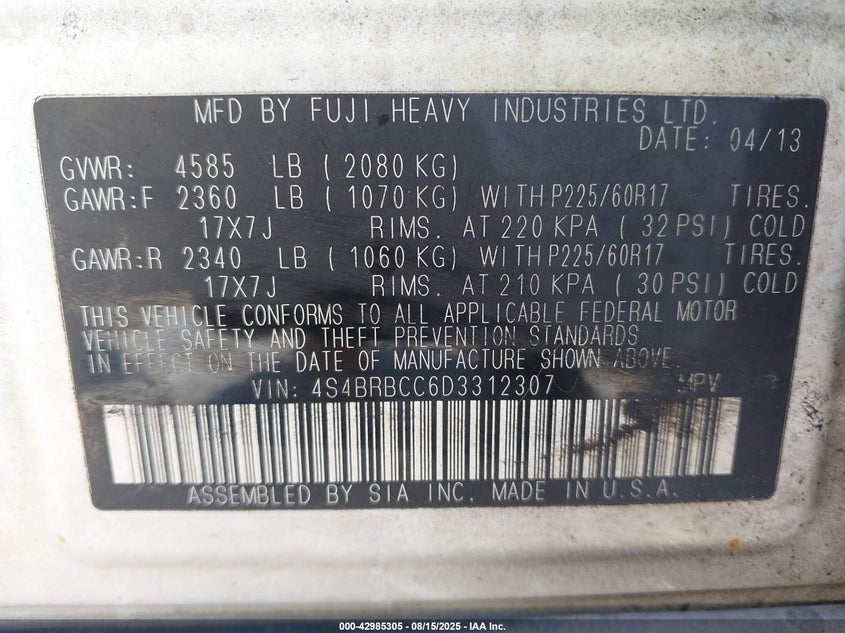 MFD BY FUJI HEAVY INDUSTRIES LTD.
DATE: 04/13
GVWR: 4585 LB ( 2080 KG)
GAWR:F 2360 LB ( 1070 KG) WITH P225/60R17 TIRES.
17X7J RIMS. AT 220 KPA ( 32 PSI) COLD
GAWR:R 2340 LB ( 1060 KG) WITH P225/60R17 TIRES.
17X7J RIMS. AT 210 KPA ( 30 PSI) COLD
THIS VEHICLE CONFORMS TO ALL APPLICABLE FEDERAL MOTOR
VEHICLE SAFETY AND THEFT PREVENTION STANDARDS
IN EFFECT ON THE DATE OF MANUFACTURE SHOWN ABOVE.
VIN: 4S4BRBCC6D3312307 MPV
ASSEMBLED BY SIA INC. MADE IN U.S.A.
000-42985305 - 08/15/2025 - IAA Inc.